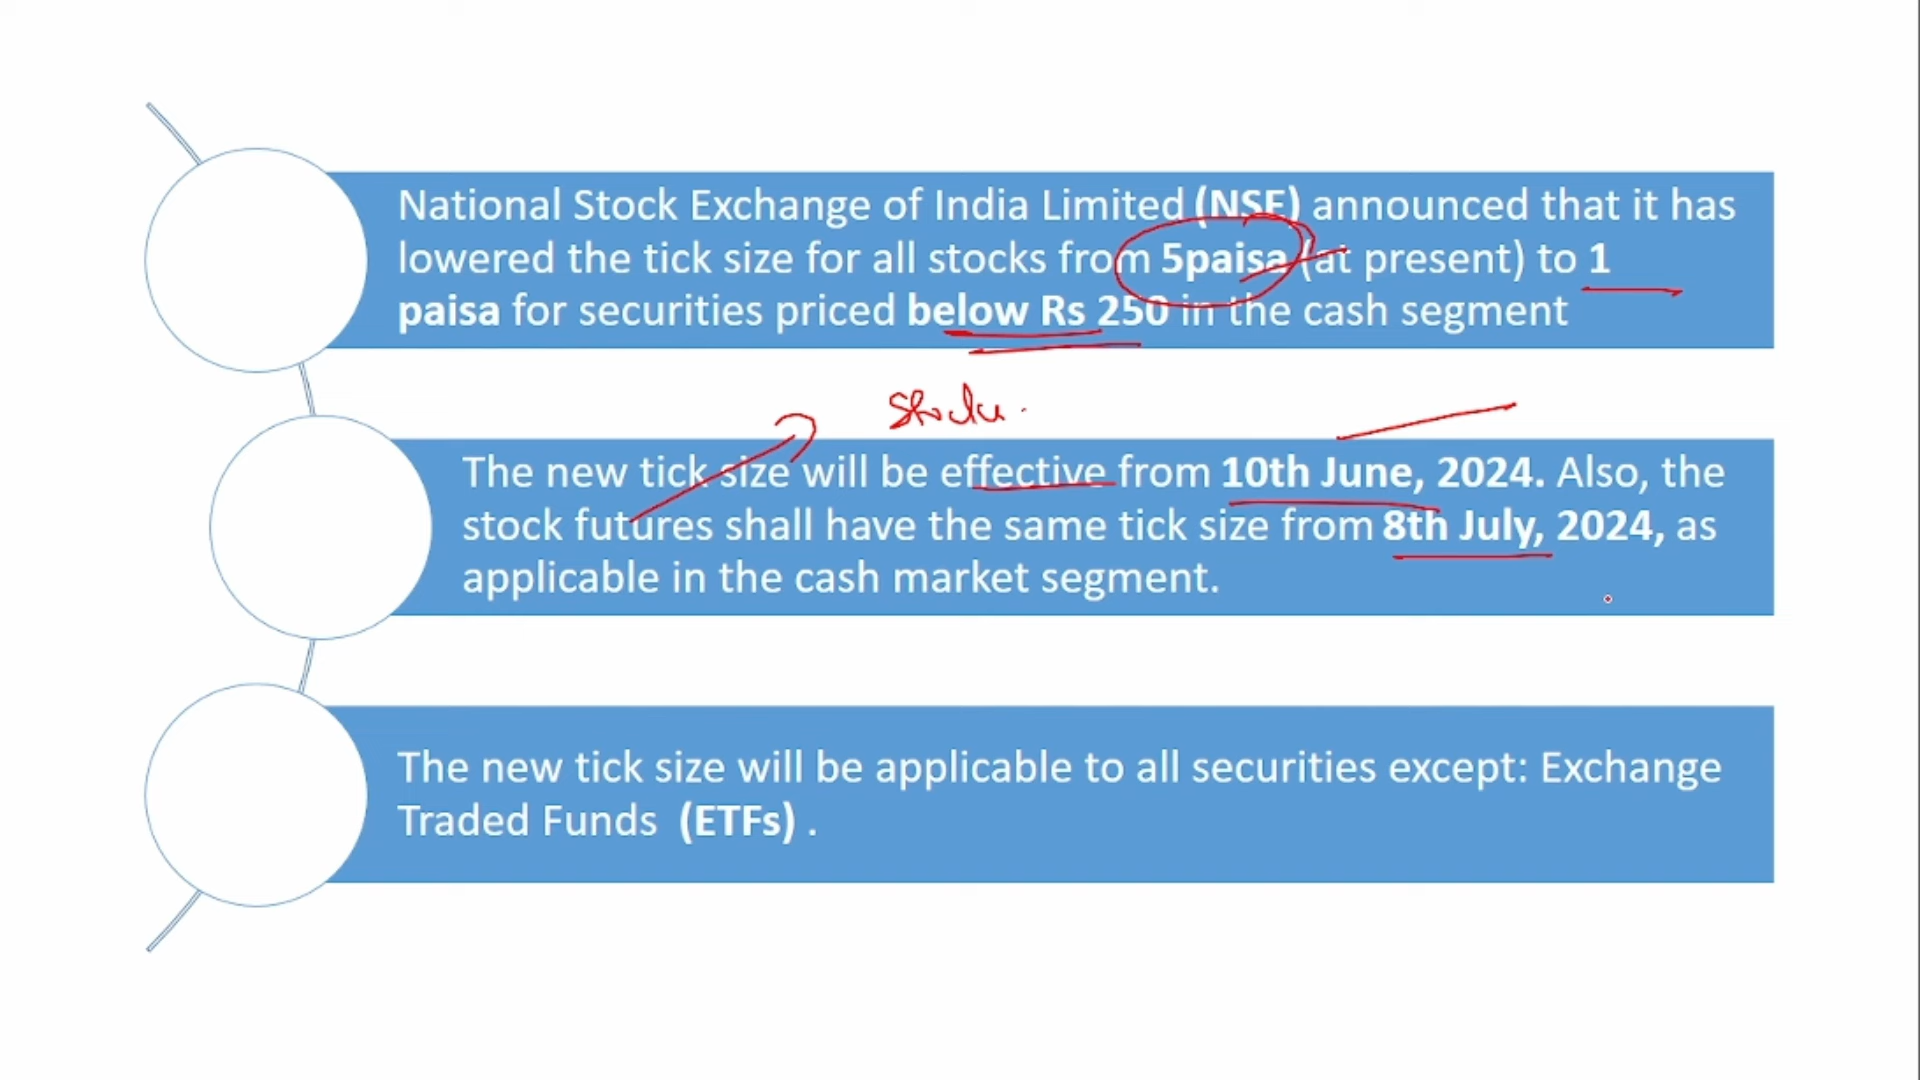 National Stock Exchange of India Limited (NSE) announced that it has
lowered the tick size for all stocks from 5paisa (at present) to 1
paisa for securities priced below Rs 250 in the cash segment
Stocks.
The new tick size will be effective from 10th June, 2024. Also, the
stock futures shall have the same tick size from 8th July, 2024, as
applicable in the cash market segment.
The new tick size will be applicable to all securities except: Exchange
Traded Funds (ETFs) .